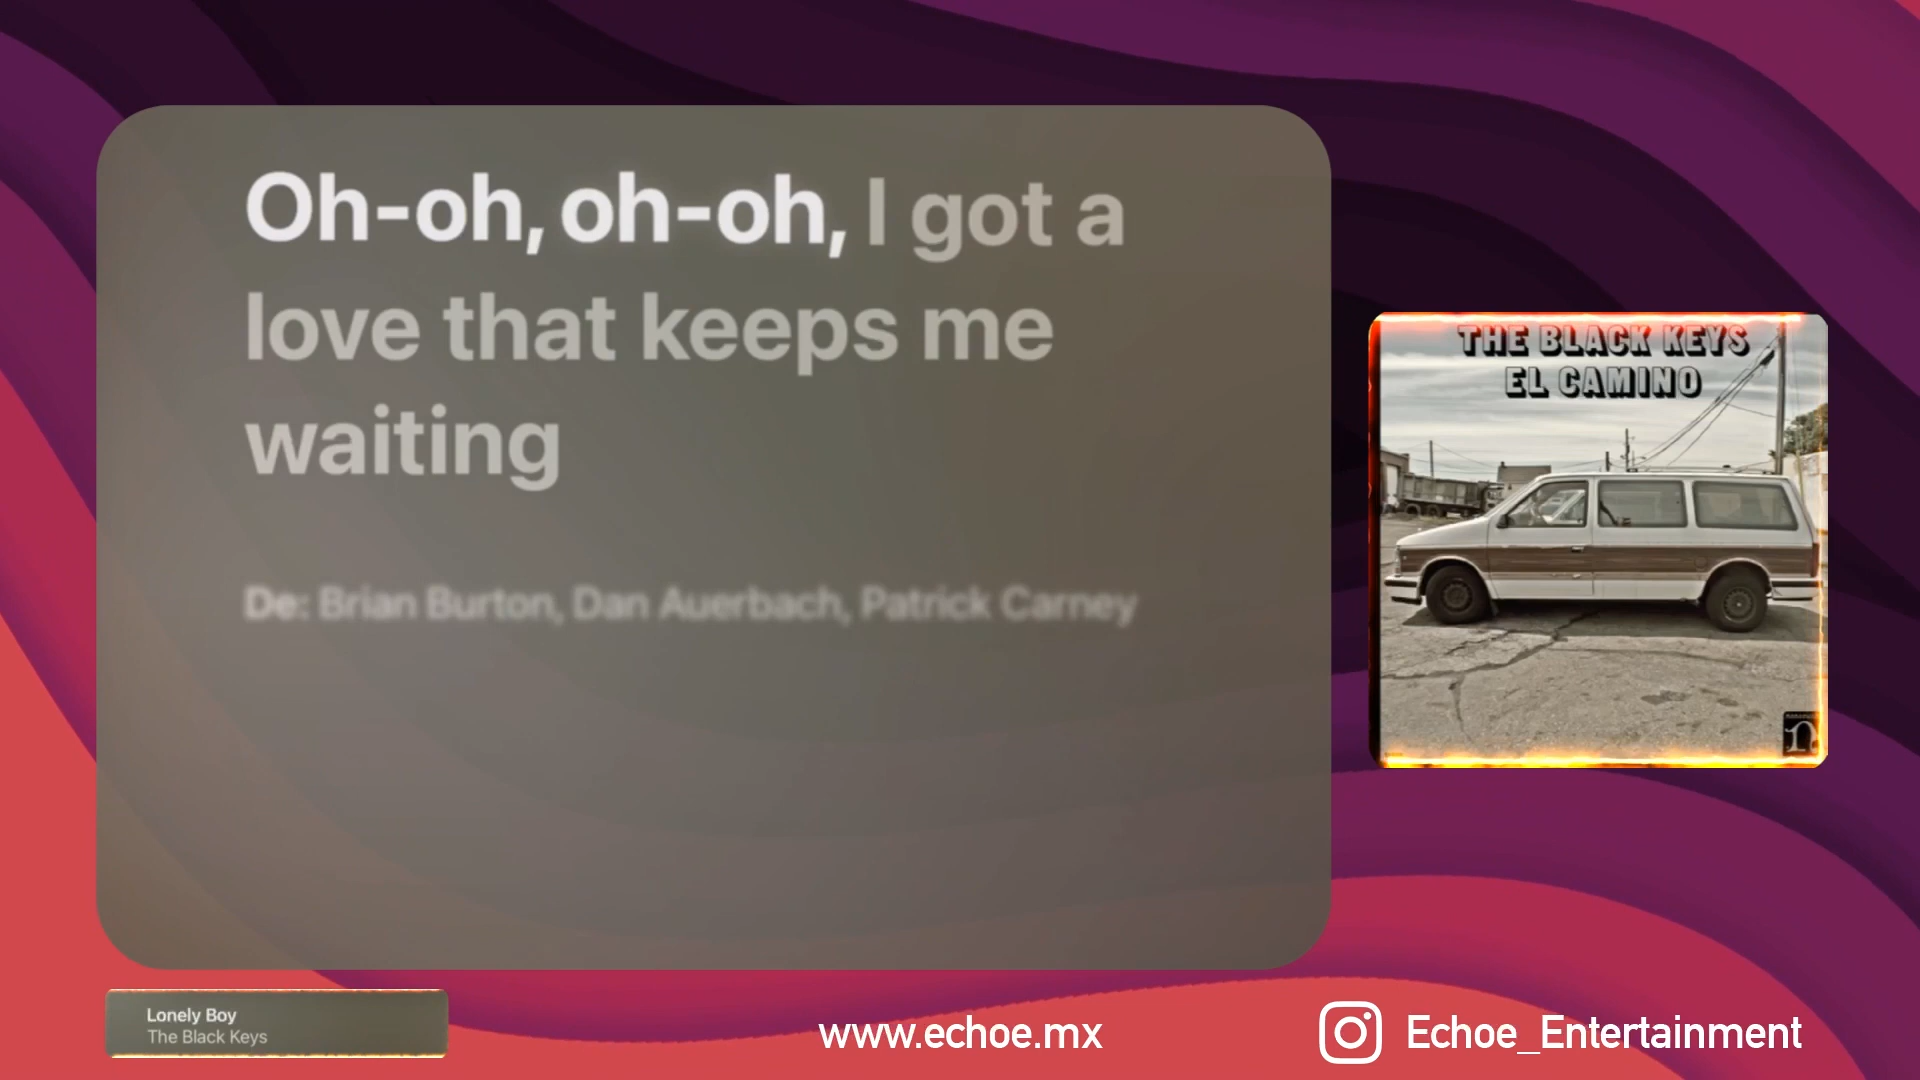 Oh-oh, oh-oh, I got a
love that keeps me
waiting
De: Brian Burton, Dan Auerbach, Patrick Carney
THE BLACK KEYS
EL CAMINO
n
Lonely Boy
The Black Keys
www.echoe.mx
Echoe_Entertainment